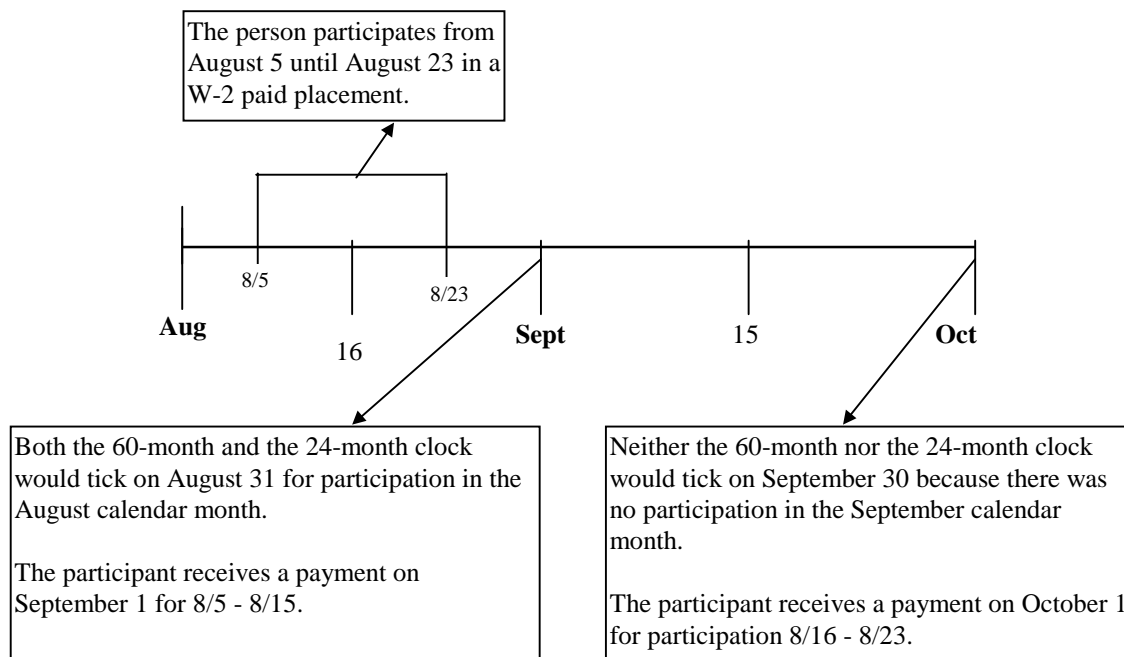 The person participates from
August 5 until August 23 in a
W-2 paid placement.
8/5
8/23
Aug
16
Sept
15
Oct
Both the 60-month and the 24-month clock
would tick on August 31 for participation in the
August calendar month.
The participant receives a payment on
September 1 for 8/5 - 8/15.
Neither the 60-month nor the 24-month clock
would tick on September 30 because there was
no participation in the September calendar
month.
The participant receives a payment on October 1
for participation 8/16 - 8/23.